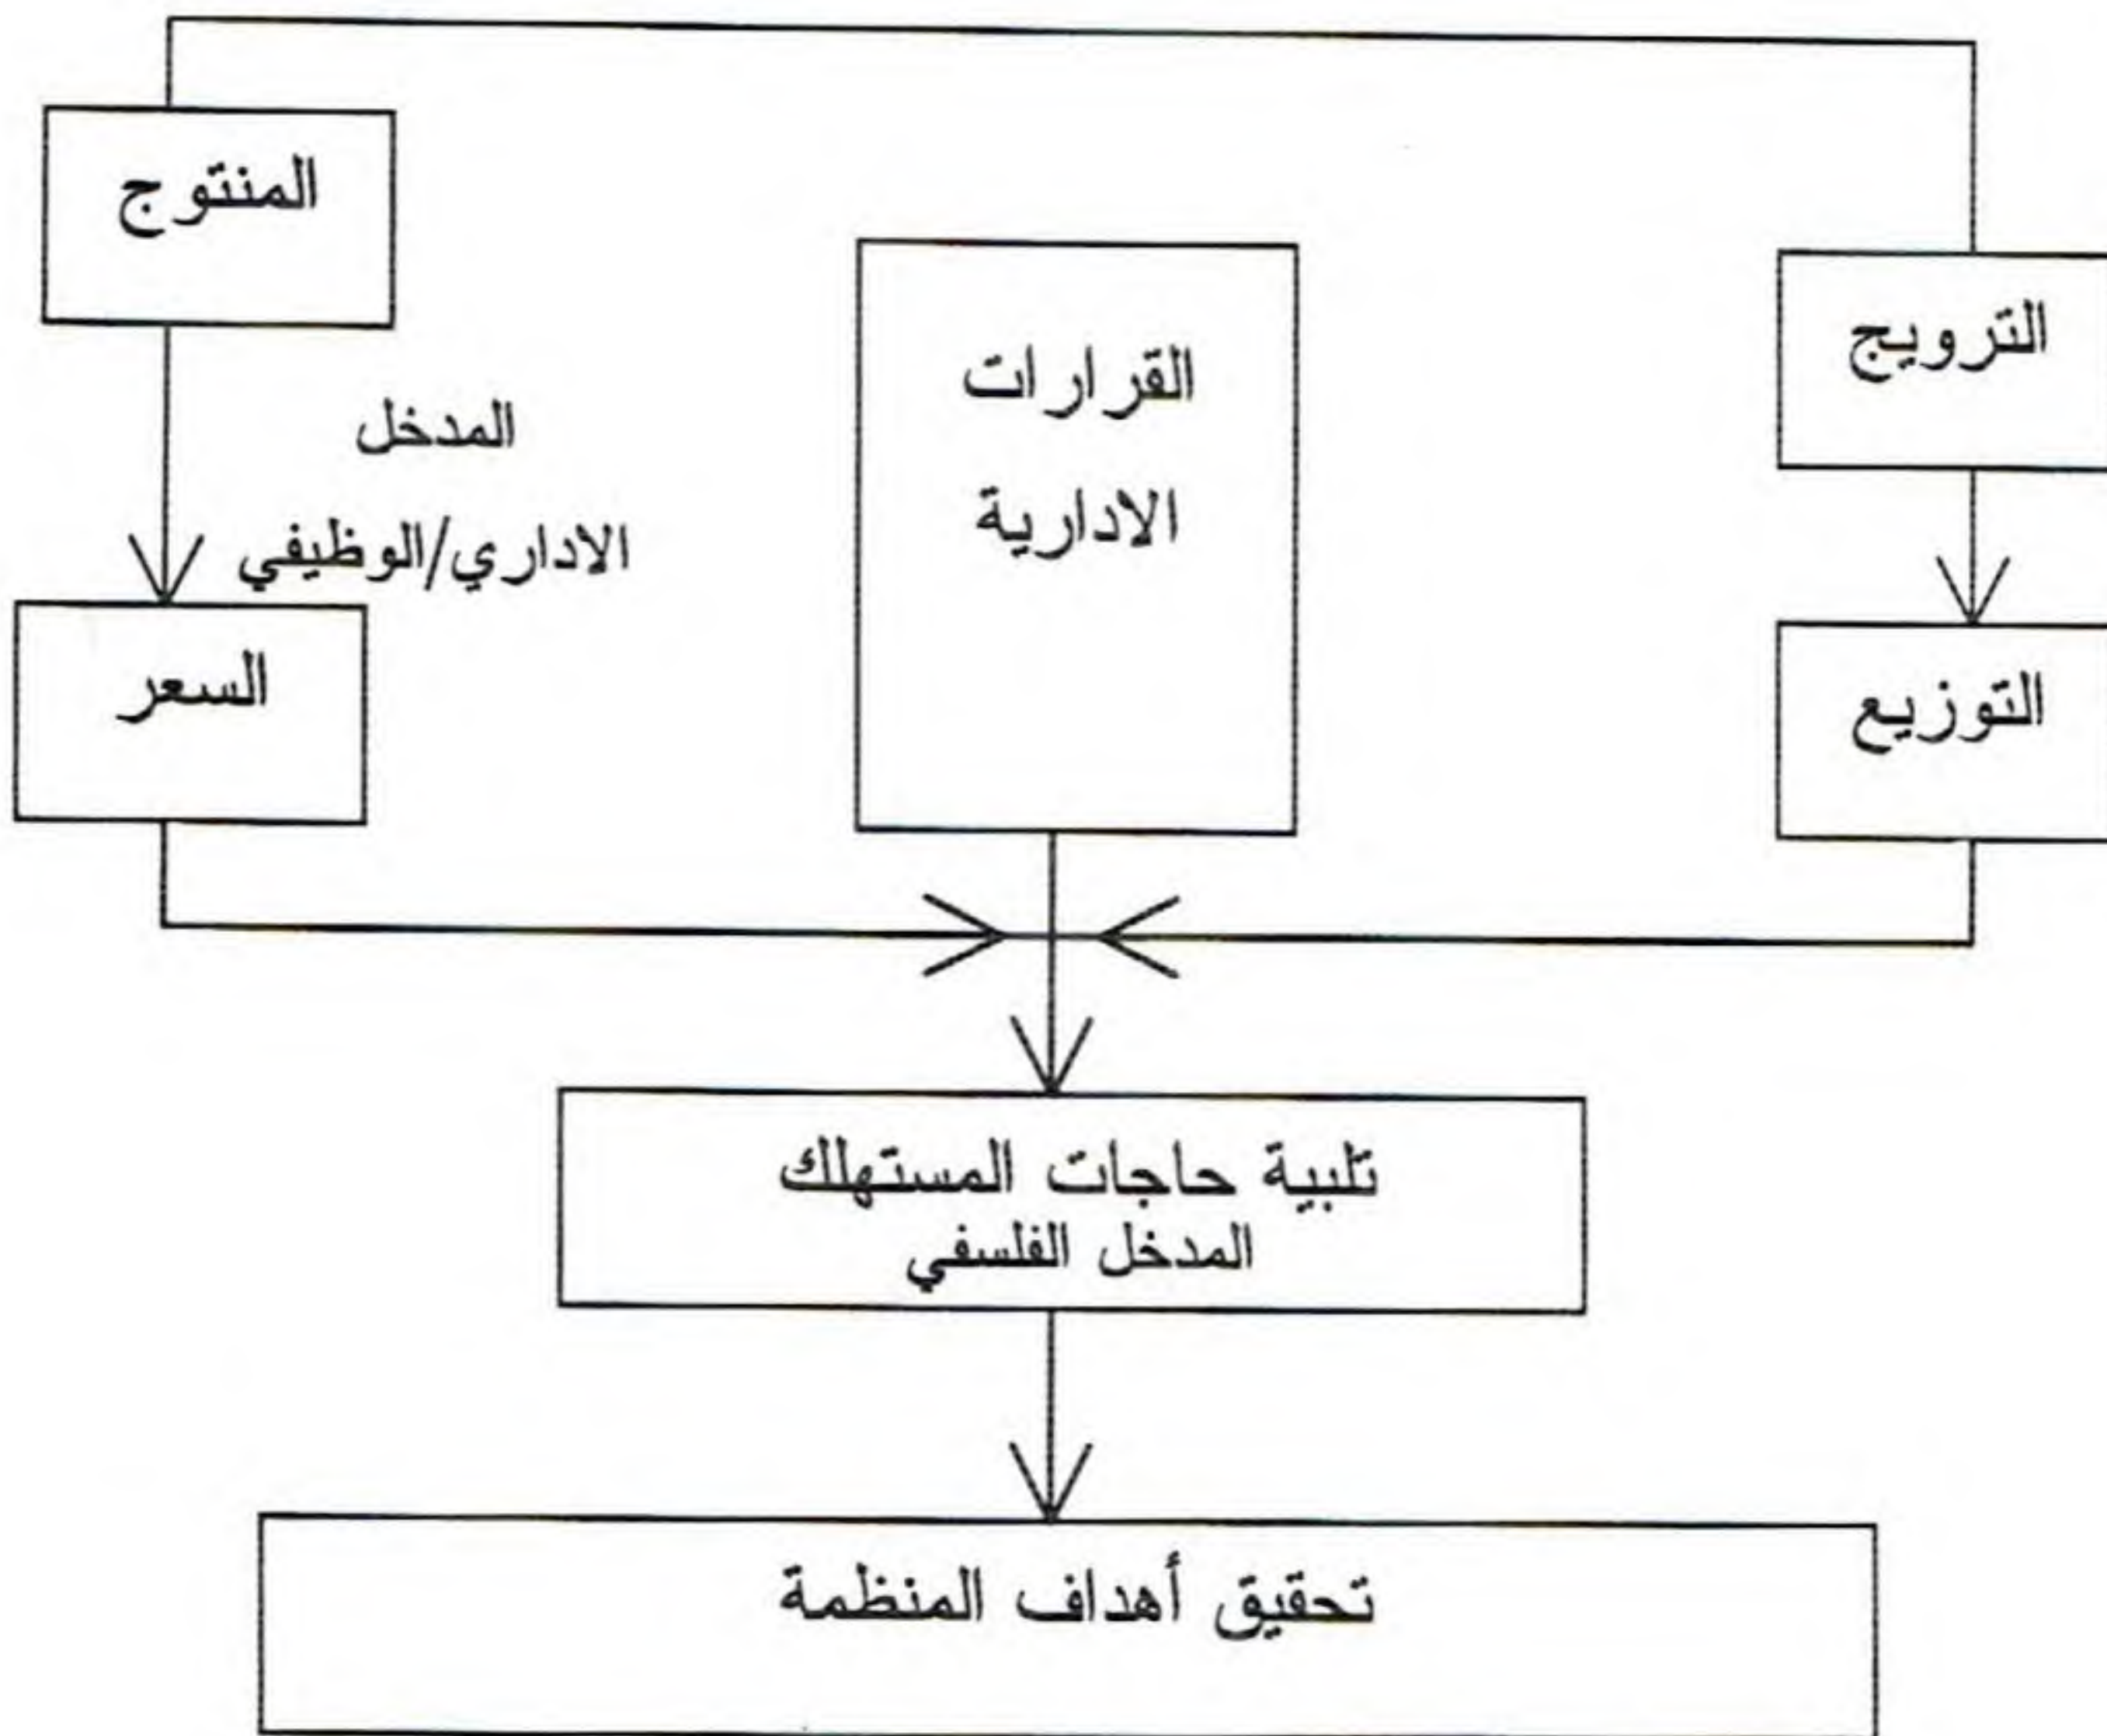 المنتوج
الترويج
القرارات
الادارية
المدخل
الاداري/الوظيفي
السعر
التوزيع
تلبية حاجات المستهلك
المدخل الفلسفي
تحقيق أهداف المنظمة